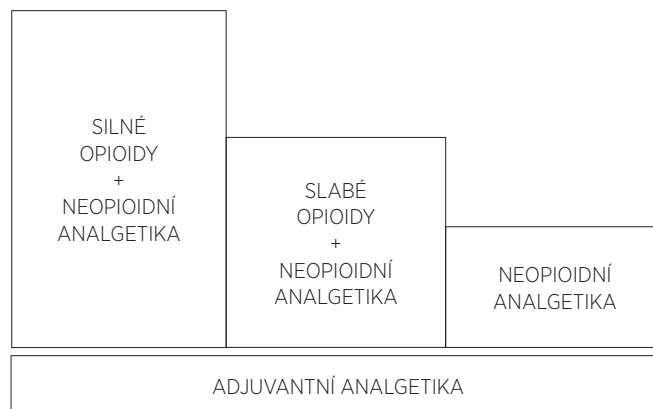 SILNÉ
OPIOIDY
+
NEOPIOIDNÍ
ANALGETIKA
SLABÉ
OPIOIDY
+
NEOPIOIDNÍ
ANALGETIKA
NEOPIOIDNÍ
ANALGETIKA
ADJUVANTNÍ ANALGETIKA